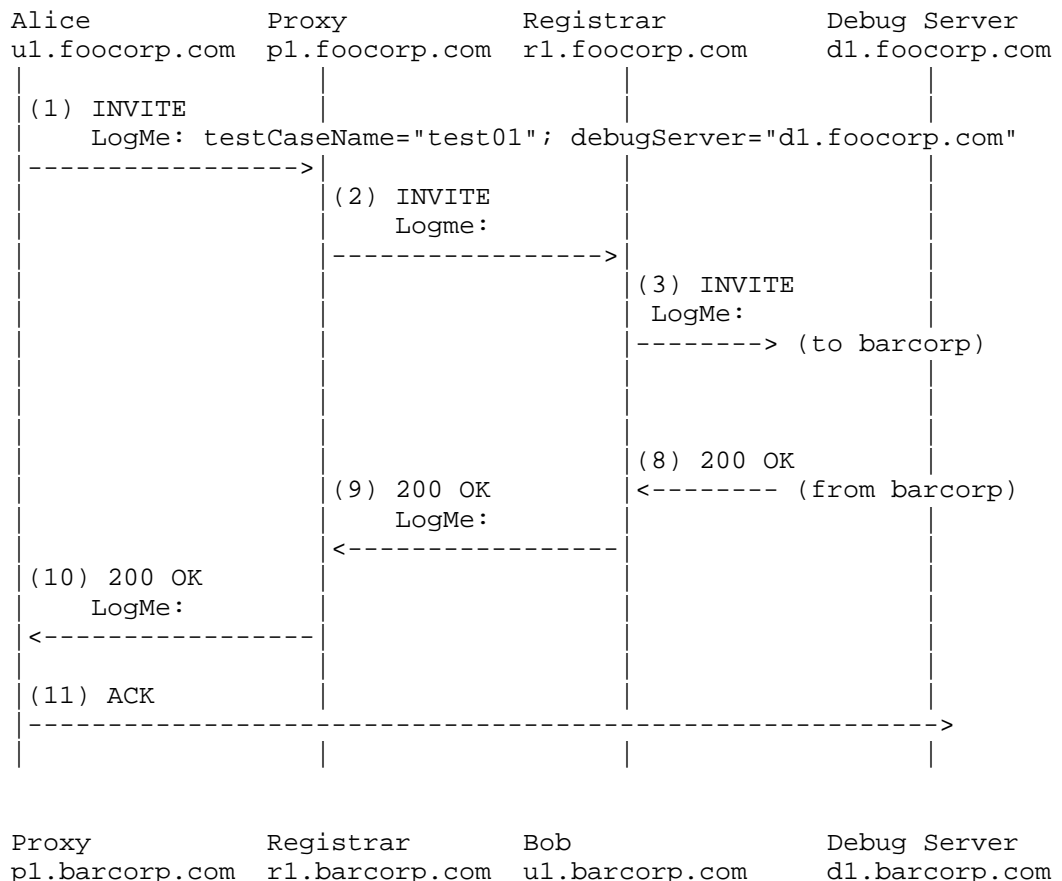 Alice Proxy Registrar Debug Server
u1.foocorp.com p1.foocorp.com r1.foocorp.com d1.foocorp.com
(1) INVITE
LogMe: testCaseName="test01"; debugServer="d1.foocorp.com"
(2) INVITE
Logme:
(3) INVITE
LogMe:
(to barcorp)
(8) 200 OK
(9) 200 OK (from barcorp)
LogMe:
(10) 200 OK
LogMe:
(11) ACK
Proxy Registrar Bob Debug Server
p1.barcorp.com r1.barcorp.com u1.barcorp.com d1.barcorp.com